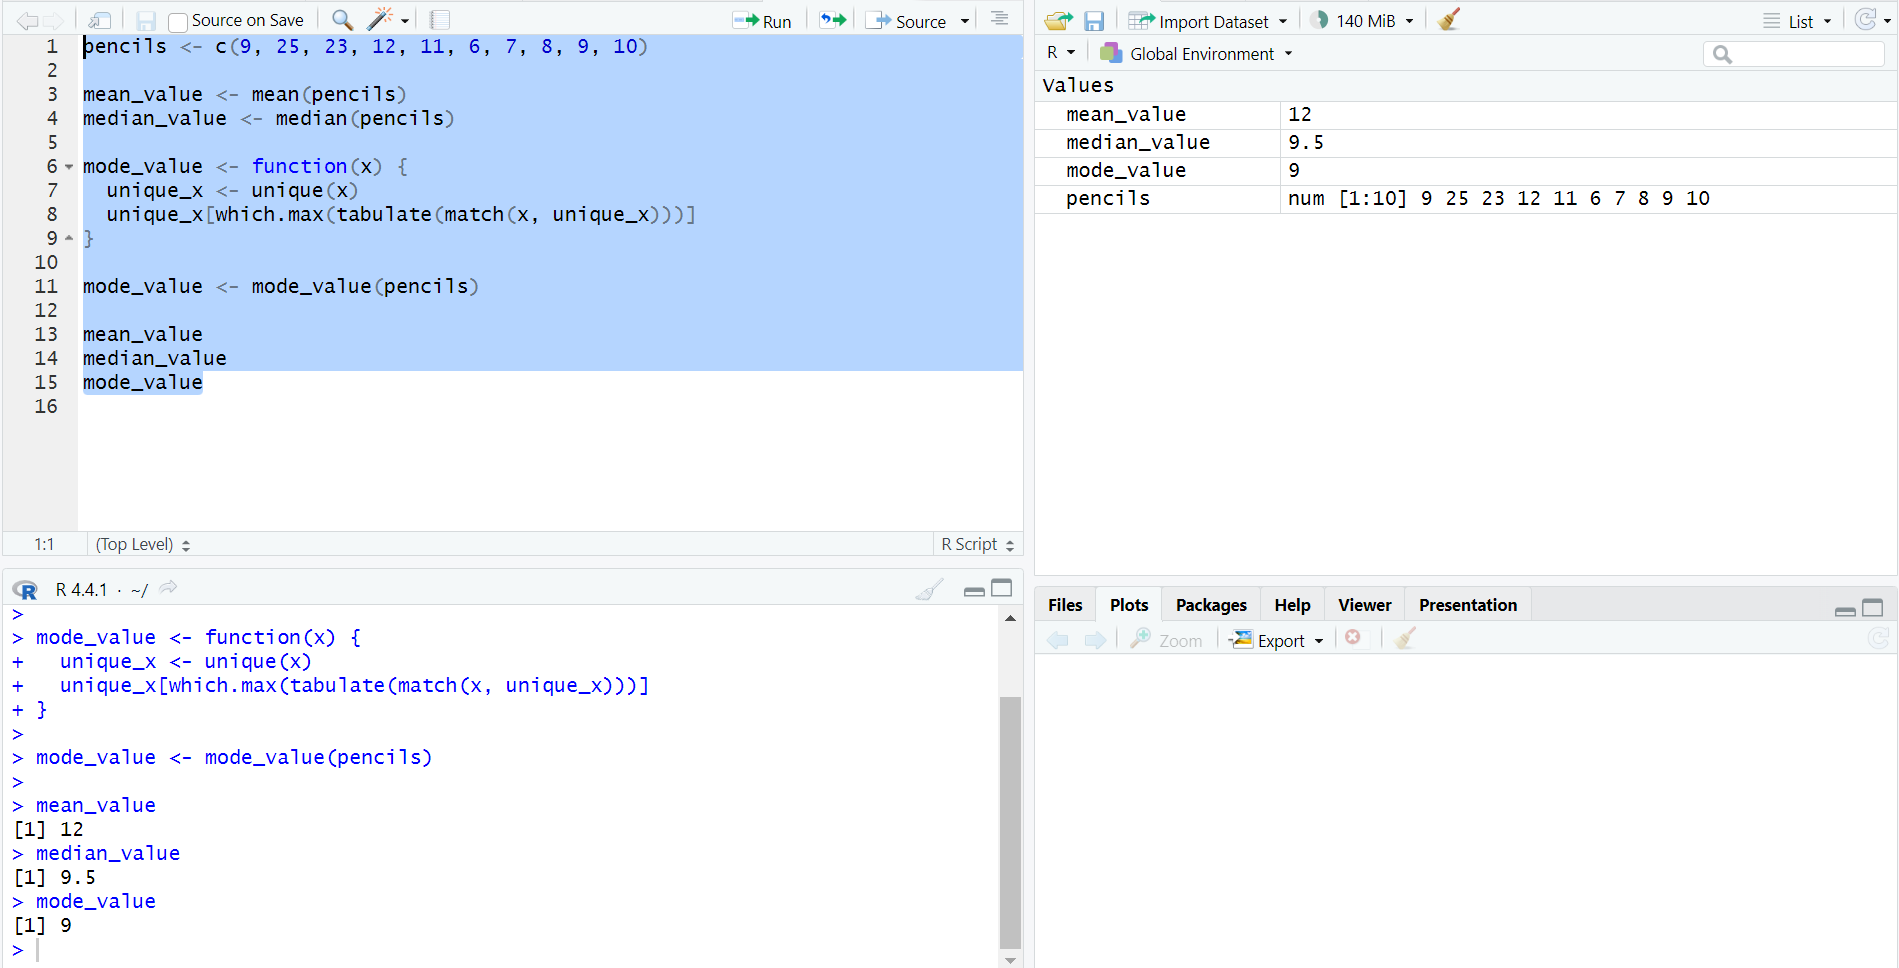 Source on Save
Run
Source
1 pencils <- c(9, 25, 23, 12, 11, 6, 7, 8, 9, 10)
2
3 mean_value <- mean(pencils)
4 median_value <- median(pencils)
5
6 mode_value <- function(x) {
7   unique_x <- unique(x)
8   unique_x[which.max(tabulate(match(x, unique_x)))]
9 }
10
11 mode_value <- mode_value(pencils)
12
13 mean_value
14 median_value
15 mode_value
16
1:1 (Top Level) R Script
R R 4.4.1 · ~/
>
> mode_value <- function(x) {
+   unique_x <- unique(x)
+   unique_x[which.max(tabulate(match(x, unique_x)))]
+ }
>
> mode_value <- mode_value(pencils)
>
> mean_value
[1] 12
> median_value
[1] 9.5
> mode_value
[1] 9
>
Import Dataset 140 MiB List
R Global Environment
Values
mean_value 12
median_value 9.5
mode_value 9
pencils num [1:10] 9 25 23 12 11 6 7 8 9 10
Files Plots Packages Help Viewer Presentation
Zoom Export